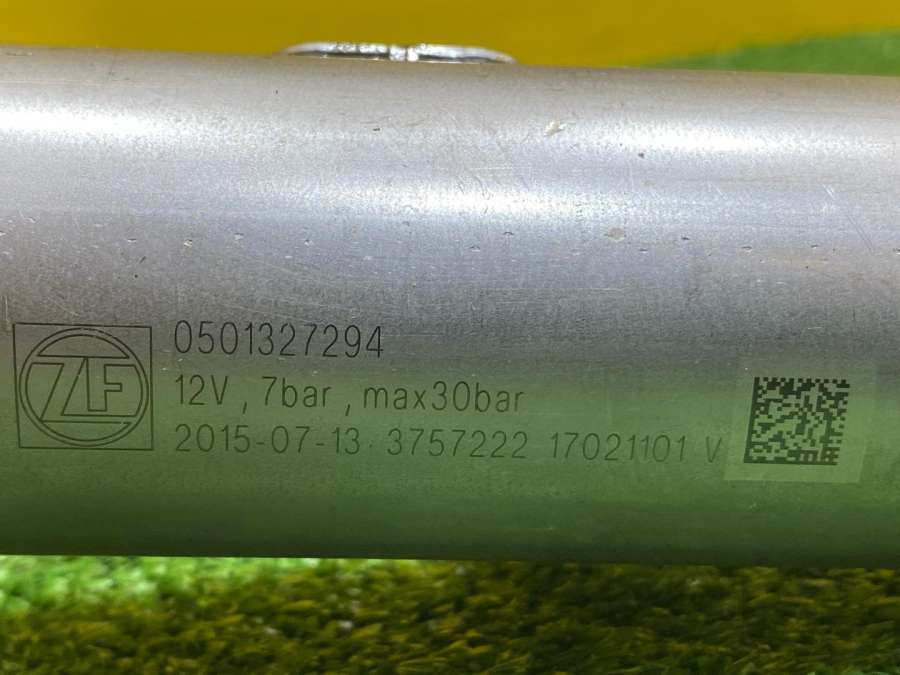 ZF
0501327294
12V, 7bar, max30bar
2015-07-13 3757222 17021101 V